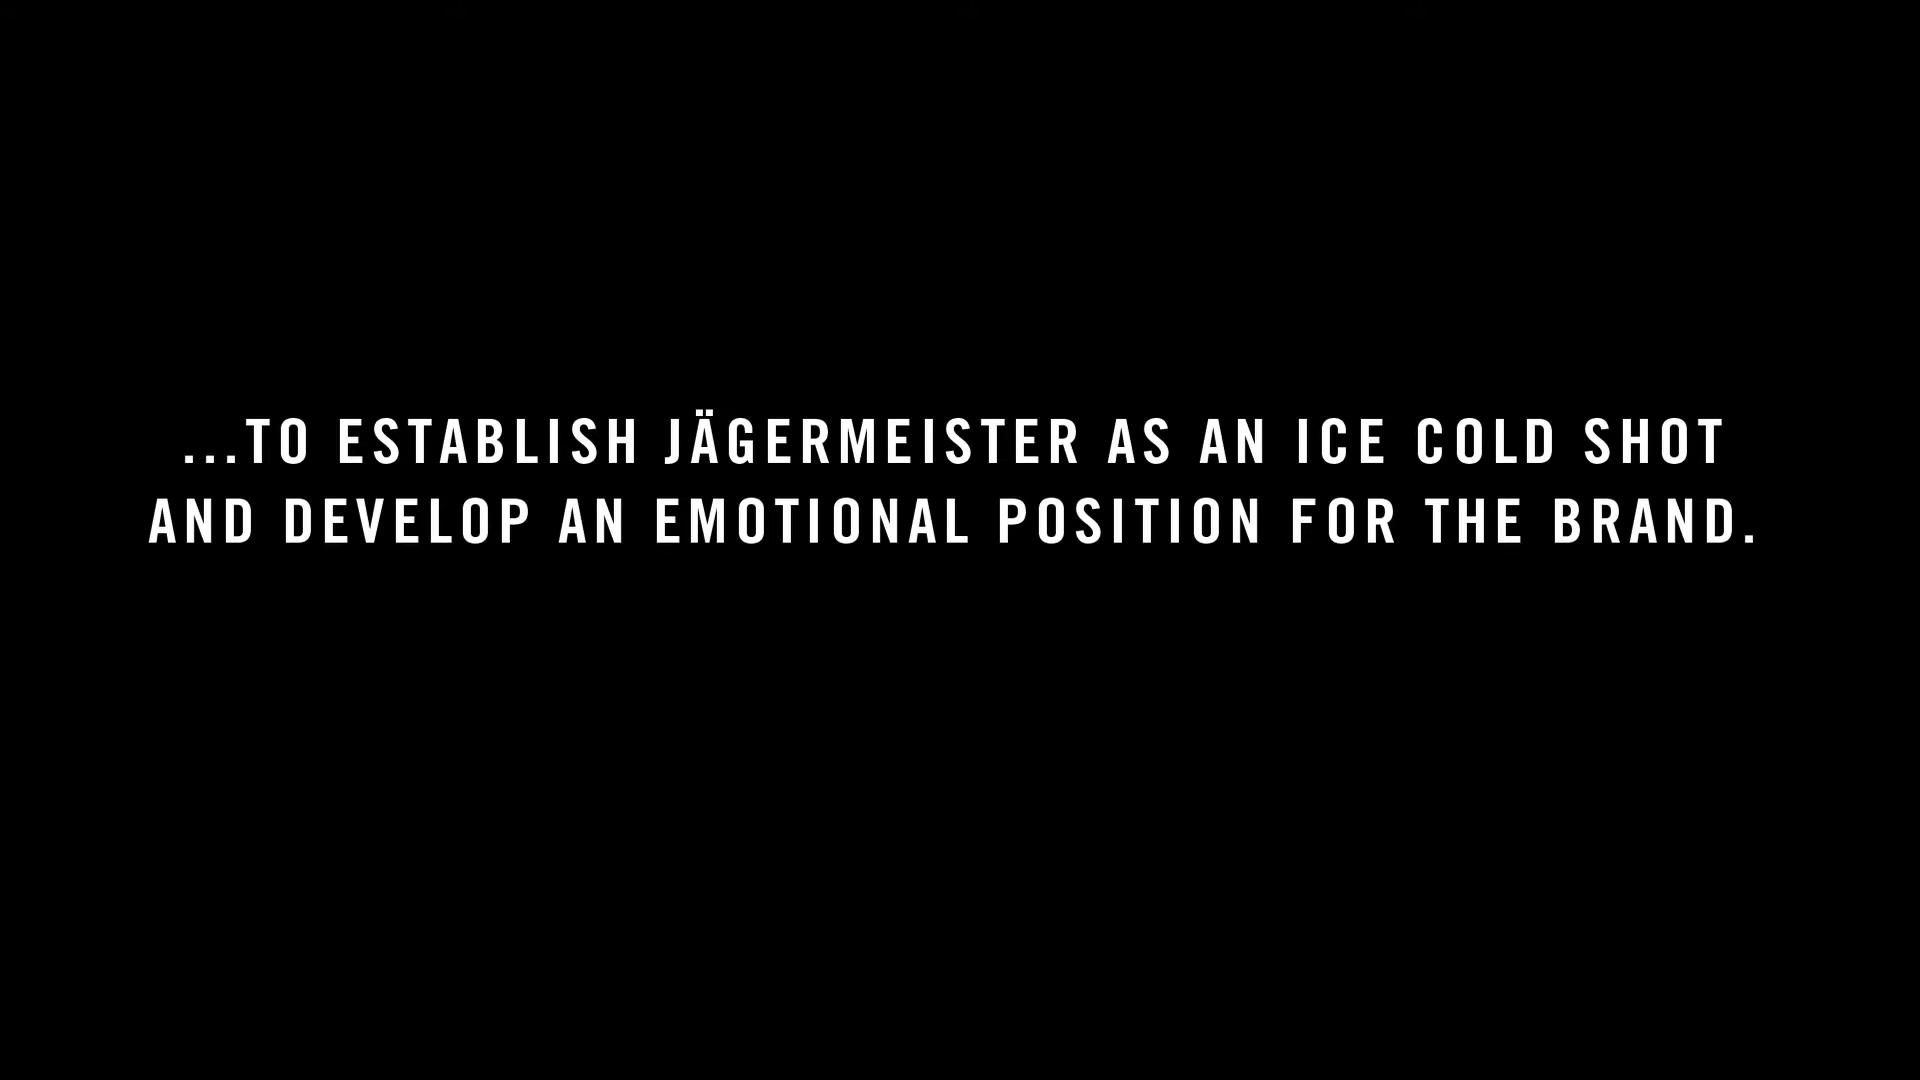 ...TO ESTABLISH JÄGERMEISTER AS AN ICE COLD SHOT
AND DEVELOP AN EMOTIONAL POSITION FOR THE BRAND.